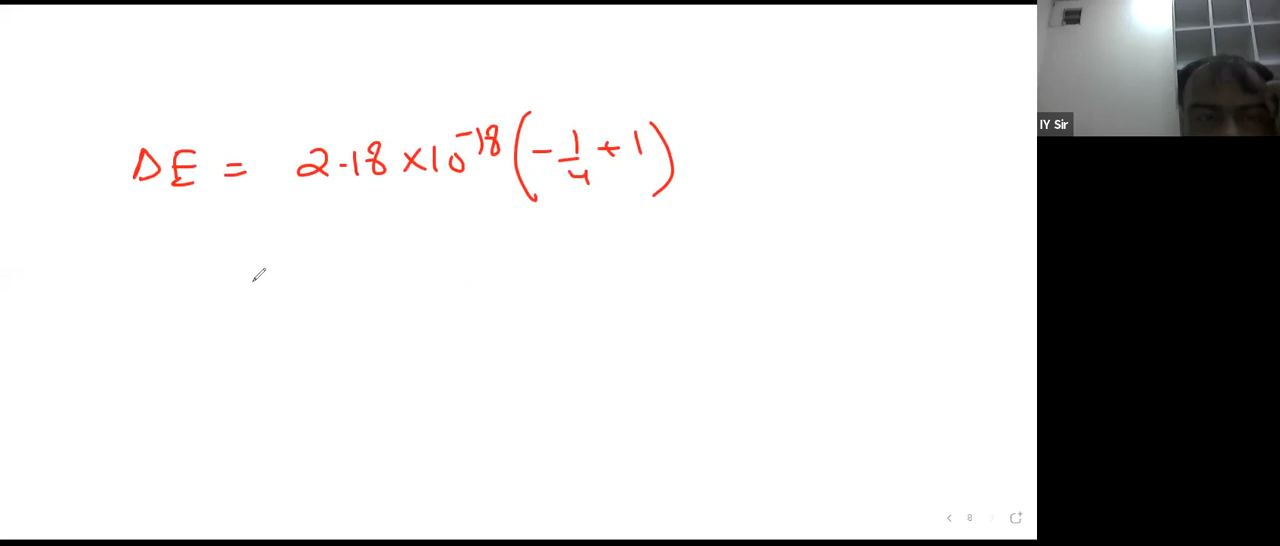 ΔE = 2.18 × 10⁻¹⁸ (- 1/4 + 1)
IY Sir
8